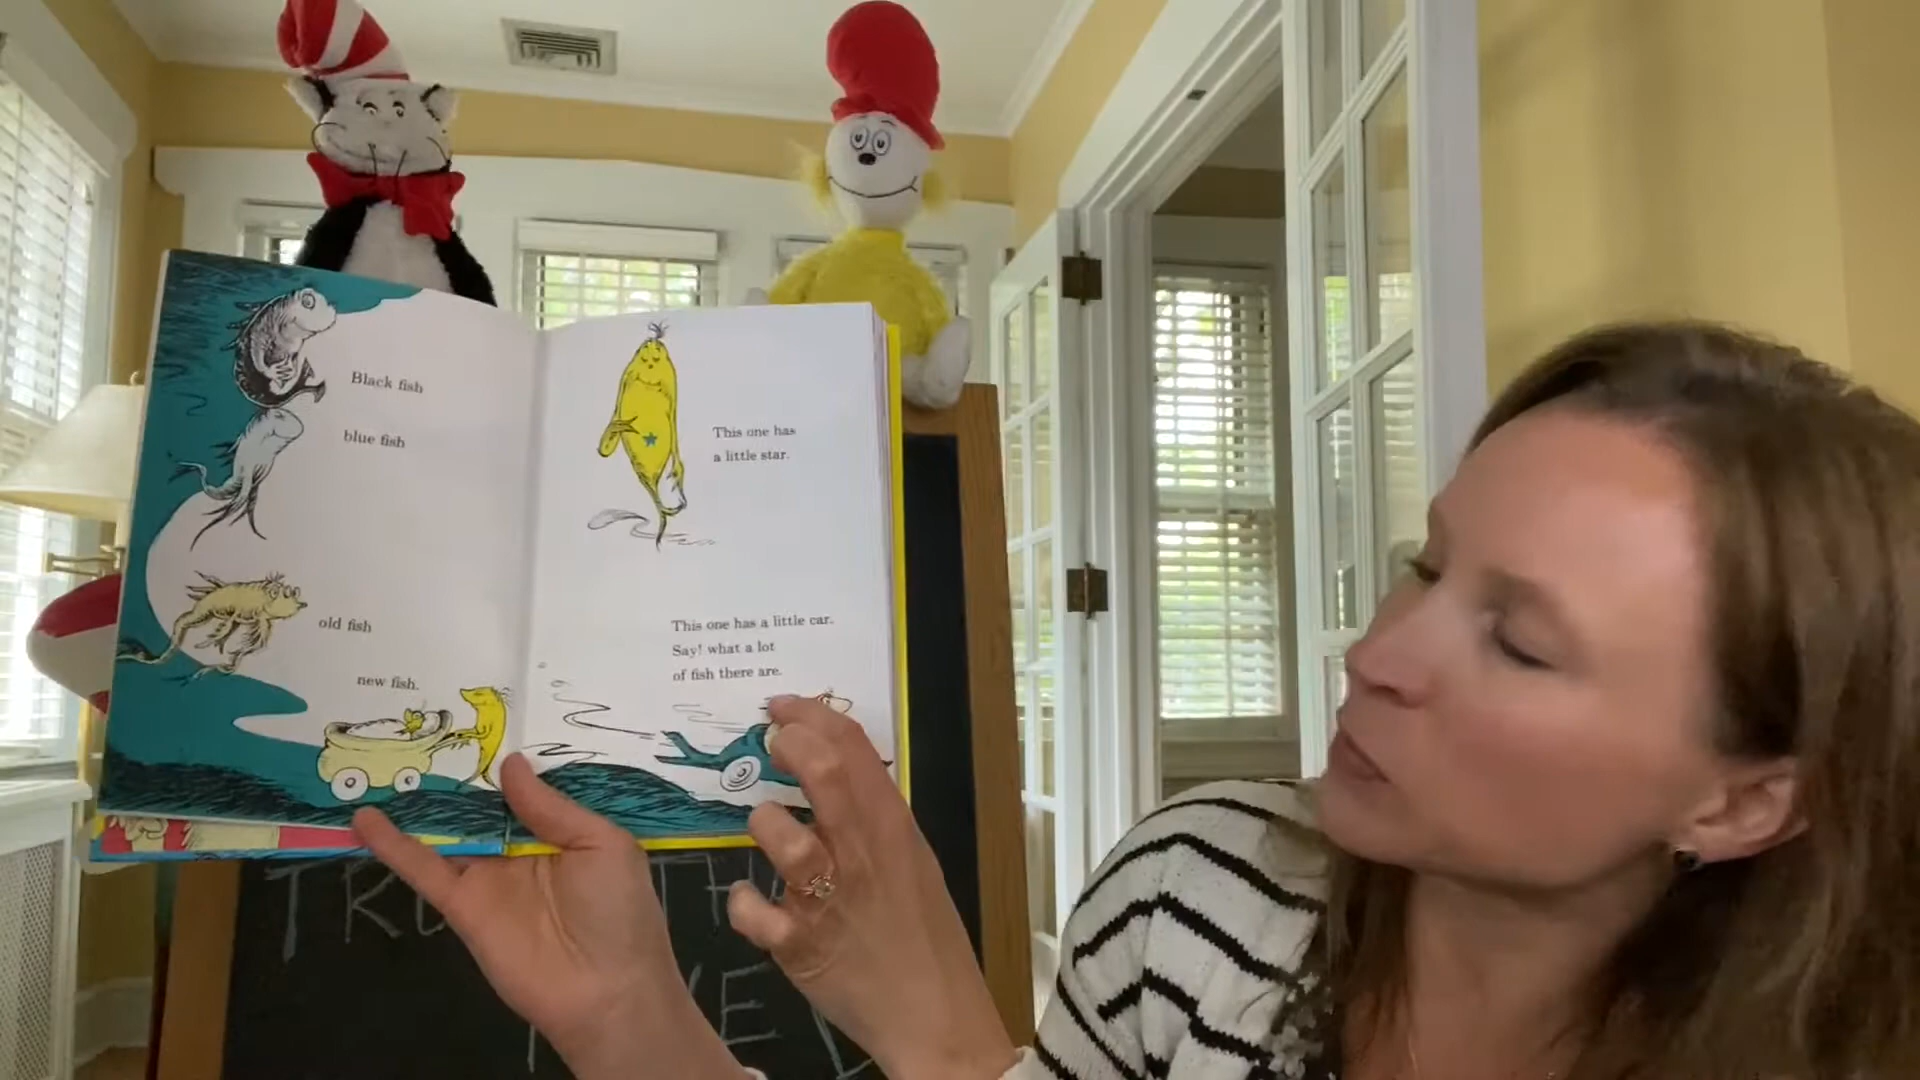 Black fish
blue fish
old fish
new fish.
This one has
a little star.
This one has a little car.
Say! what a lot
of fish there are.